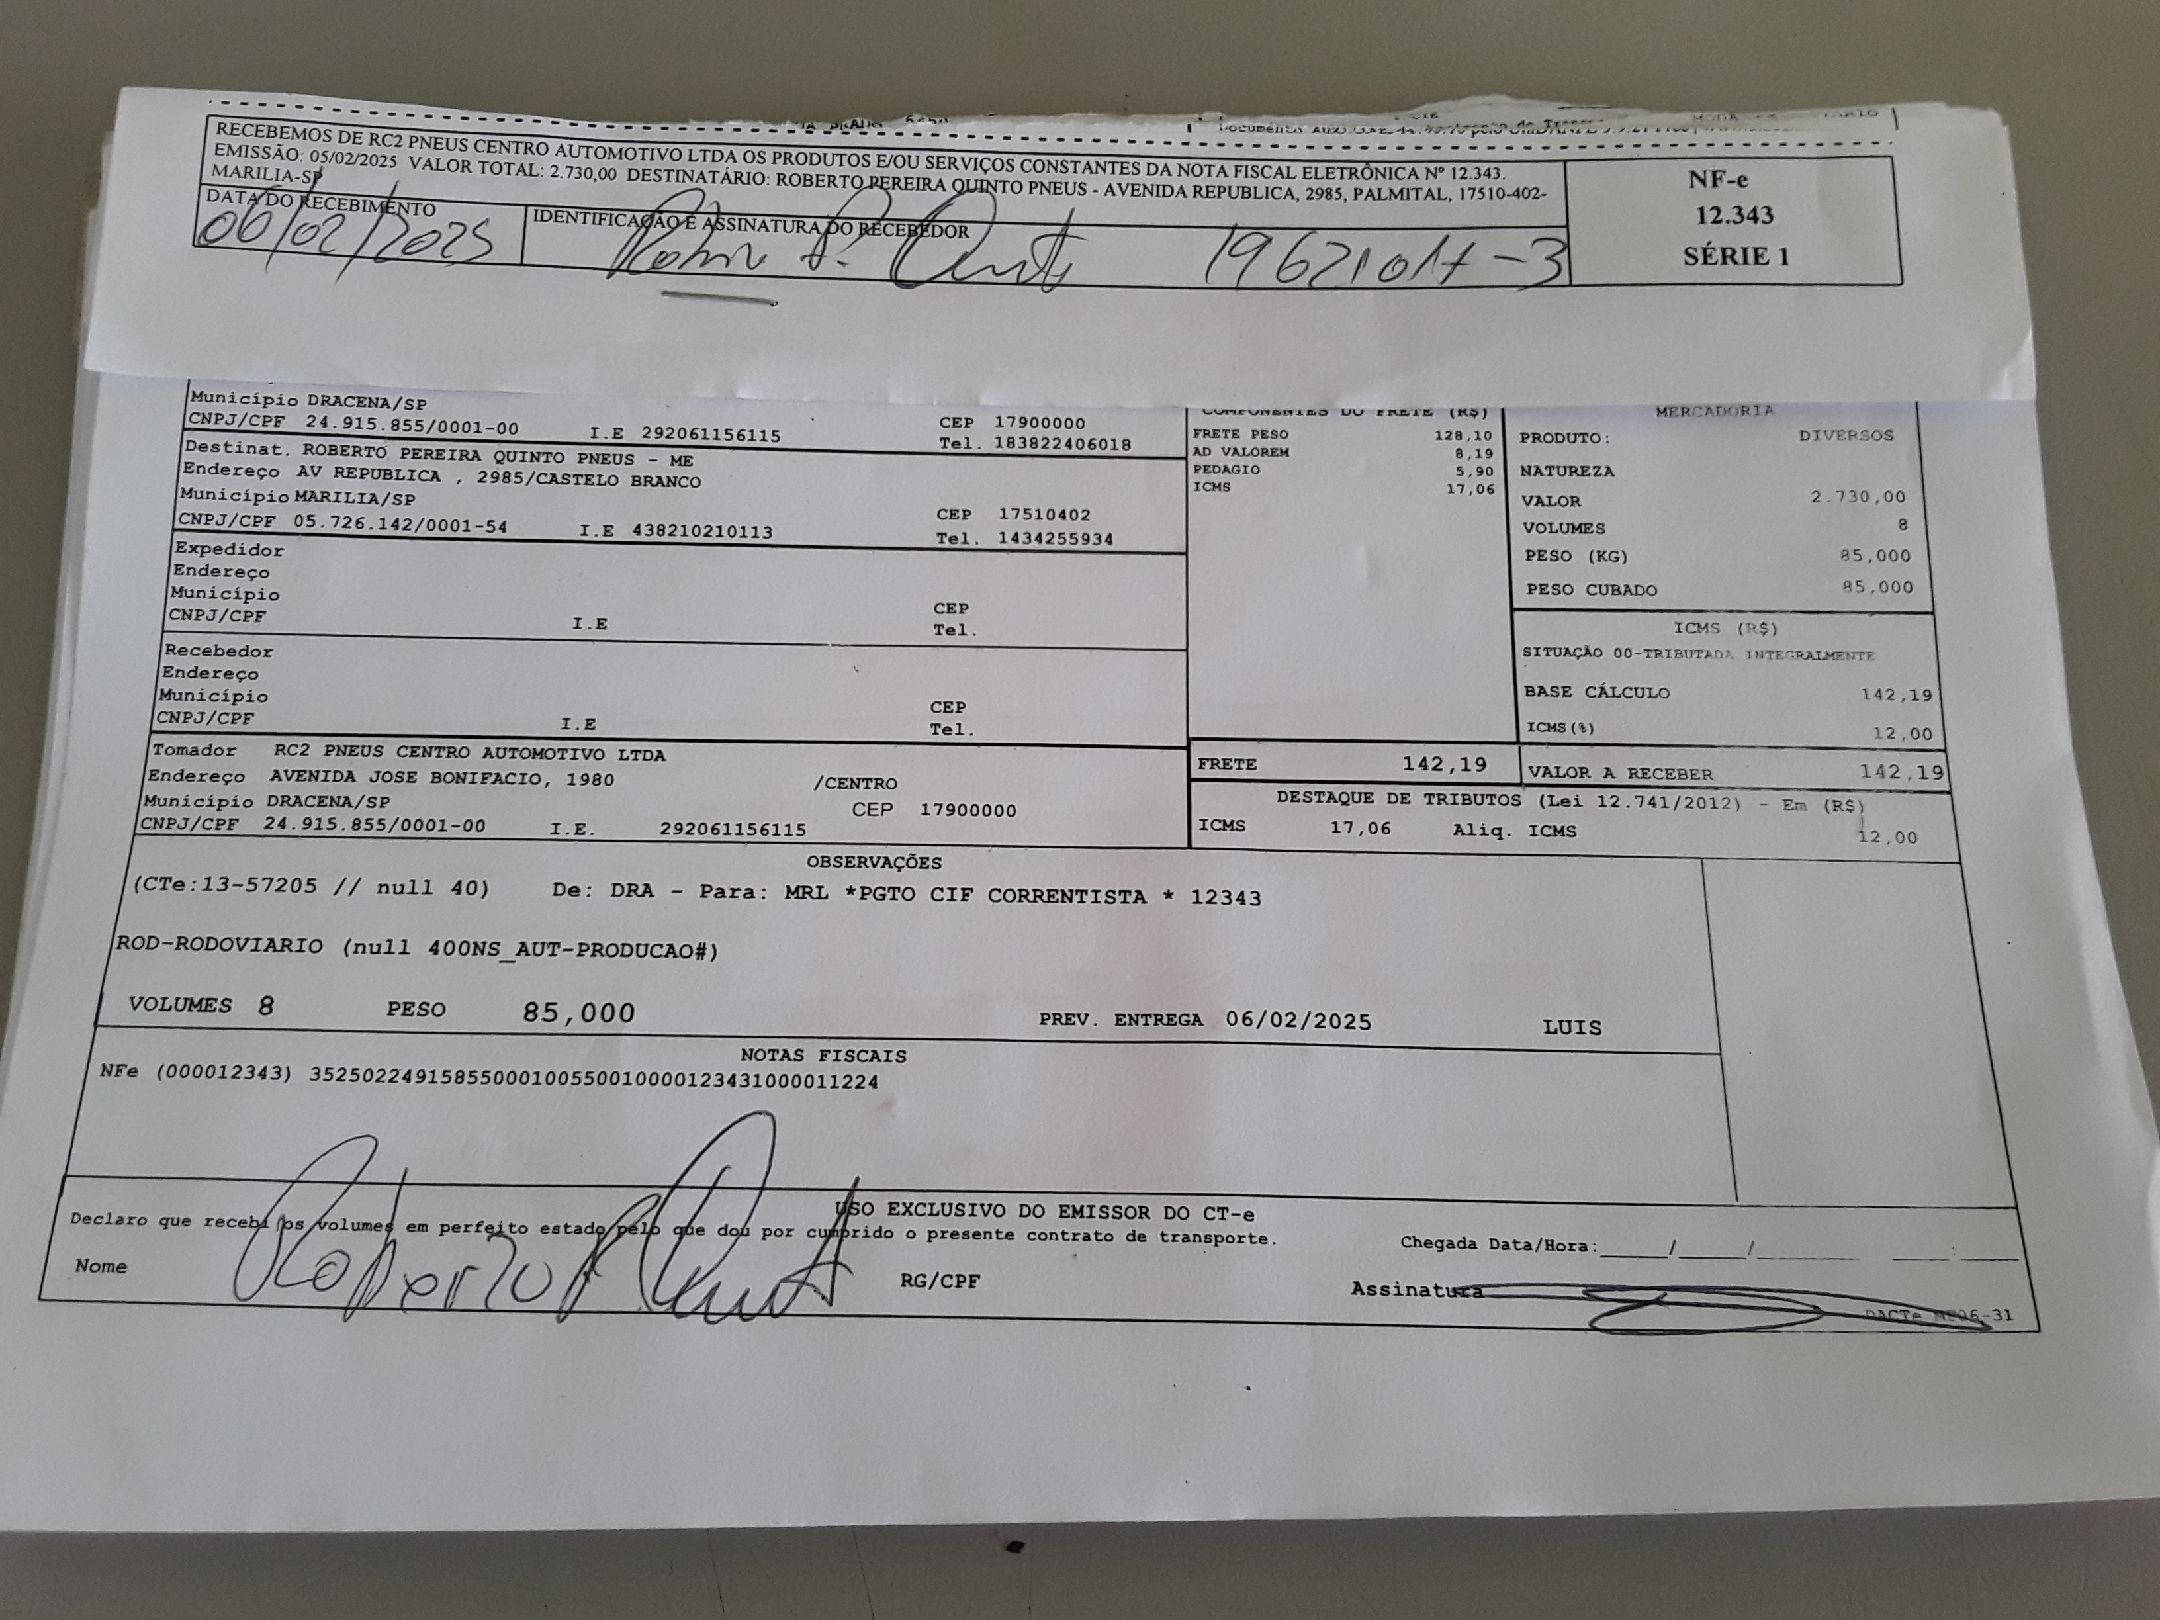 RECEBEMOS DE RC2 PNEUS CENTRO AUTOMOTIVO LTDA OS PRODUTOS E/OU SERVIÇOS CONSTANTES DA NOTA FISCAL ELETRÔNICA Nº 12.343.
EMISSÃO: 05/02/2025 VALOR TOTAL: 2.730,00 DESTINATÁRIO: ROBERTO PEREIRA QUINTO PNEUS - AVENIDA REPUBLICA, 2985, PALMITAL, 17510-402-
MARILIA-SP
NF-e
12.343
SÉRIE 1
DATA DO RECEBIMENTO
06/02/2025
IDENTIFICAÇÃO E ASSINATURA DO RECEBEDOR
Município DRACENA/SP
CNPJ/CPF 24.915.855/0001-00 I.E 292061156115
CEP 17900000
Tel. 183822406018
Destinat. ROBERTO PEREIRA QUINTO PNEUS - ME
Endereço AV REPUBLICA , 2985/CASTELO BRANCO
Município MARILIA/SP
CNPJ/CPF 05.726.142/0001-54 I.E 438210210113
CEP 17510402
Tel. 1434255934
Expedidor
Endereço
Município
CNPJ/CPF I.E
CEP
Tel.
Recebedor
Endereço
Município
CNPJ/CPF I.E
CEP
Tel.
Tomador RC2 PNEUS CENTRO AUTOMOTIVO LTDA
Endereço AVENIDA JOSE BONIFACIO, 1980 /CENTRO
Município DRACENA/SP CEP 17900000
CNPJ/CPF 24.915.855/0001-00 I.E. 292061156115
COMPONENTES DO FRETE (R$)
FRETE PESO 128,10
AD VALOREM 8,19
PEDAGIO 5,90
ICMS 17,06
MERCADORIA
PRODUTO: DIVERSOS
NATUREZA
VALOR 2.730,00
VOLUMES 8
PESO (KG) 85,000
PESO CUBADO 85,000
ICMS (R$)
SITUAÇÃO 00-TRIBUTADA INTEGRALMENTE
BASE CÁLCULO 142,19
ICMS(%) 12,00
FRETE 142,19
VALOR A RECEBER 142,19
DESTAQUE DE TRIBUTOS (Lei 12.741/2012) - Em (R$)
ICMS 17,06 Aliq. ICMS 12,00
OBSERVAÇÕES
(CTe:13-57205 // null 40) De: DRA - Para: MRL *PGTO CIF CORRENTISTA * 12343
ROD-RODOVIARIO (null 400NS_AUT-PRODUCAO#)
VOLUMES 8 PESO 85,000 PREV. ENTREGA 06/02/2025 LUIS
NOTAS FISCAIS
NFe (000012343) 35250224915855000100550010000123431000011224
USO EXCLUSIVO DO EMISSOR DO CT-e
Declaro que recebi os volumes em perfeito estado pelo que dou por cumprido o presente contrato de transporte.
Chegada Data/Hora:____/____/______ ____:____
Nome Roberto P RG/CPF Assinatura